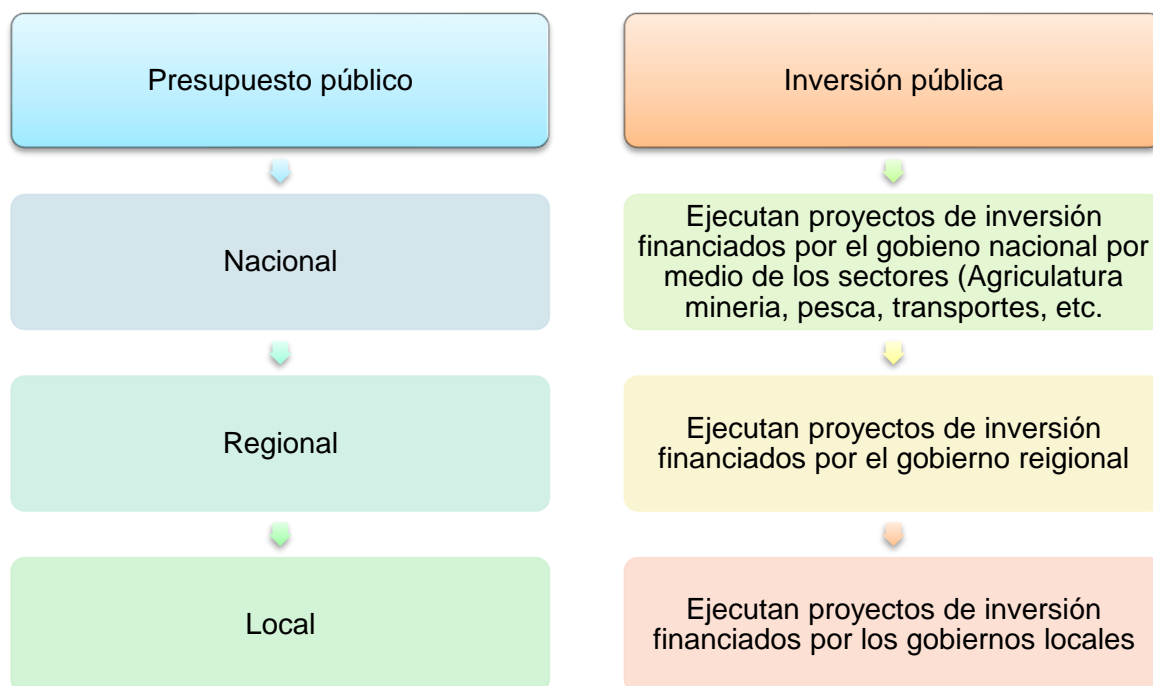 Presupuesto público
Nacional
Regional
Local
Inversión pública
Ejecutan proyectos de inversión
financiados por el gobieno nacional por
medio de los sectores (Agriculatura
mineria, pesca, transportes, etc.
Ejecutan proyectos de inversión
financiados por el gobierno reigional
Ejecutan proyectos de inversión
financiados por los gobiernos locales